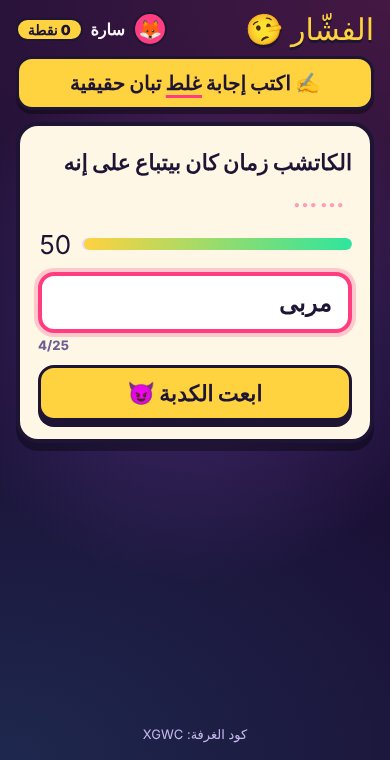 الفشّار 🤥
سارة
0 نقطة
✍️ اكتب إجابة غلط تبان حقيقية
الكاتشب زمان كان بيتباع على إنه
......
50
مربى
4/25
ابعت الكدبة 😈
كود الغرفة: XGWC